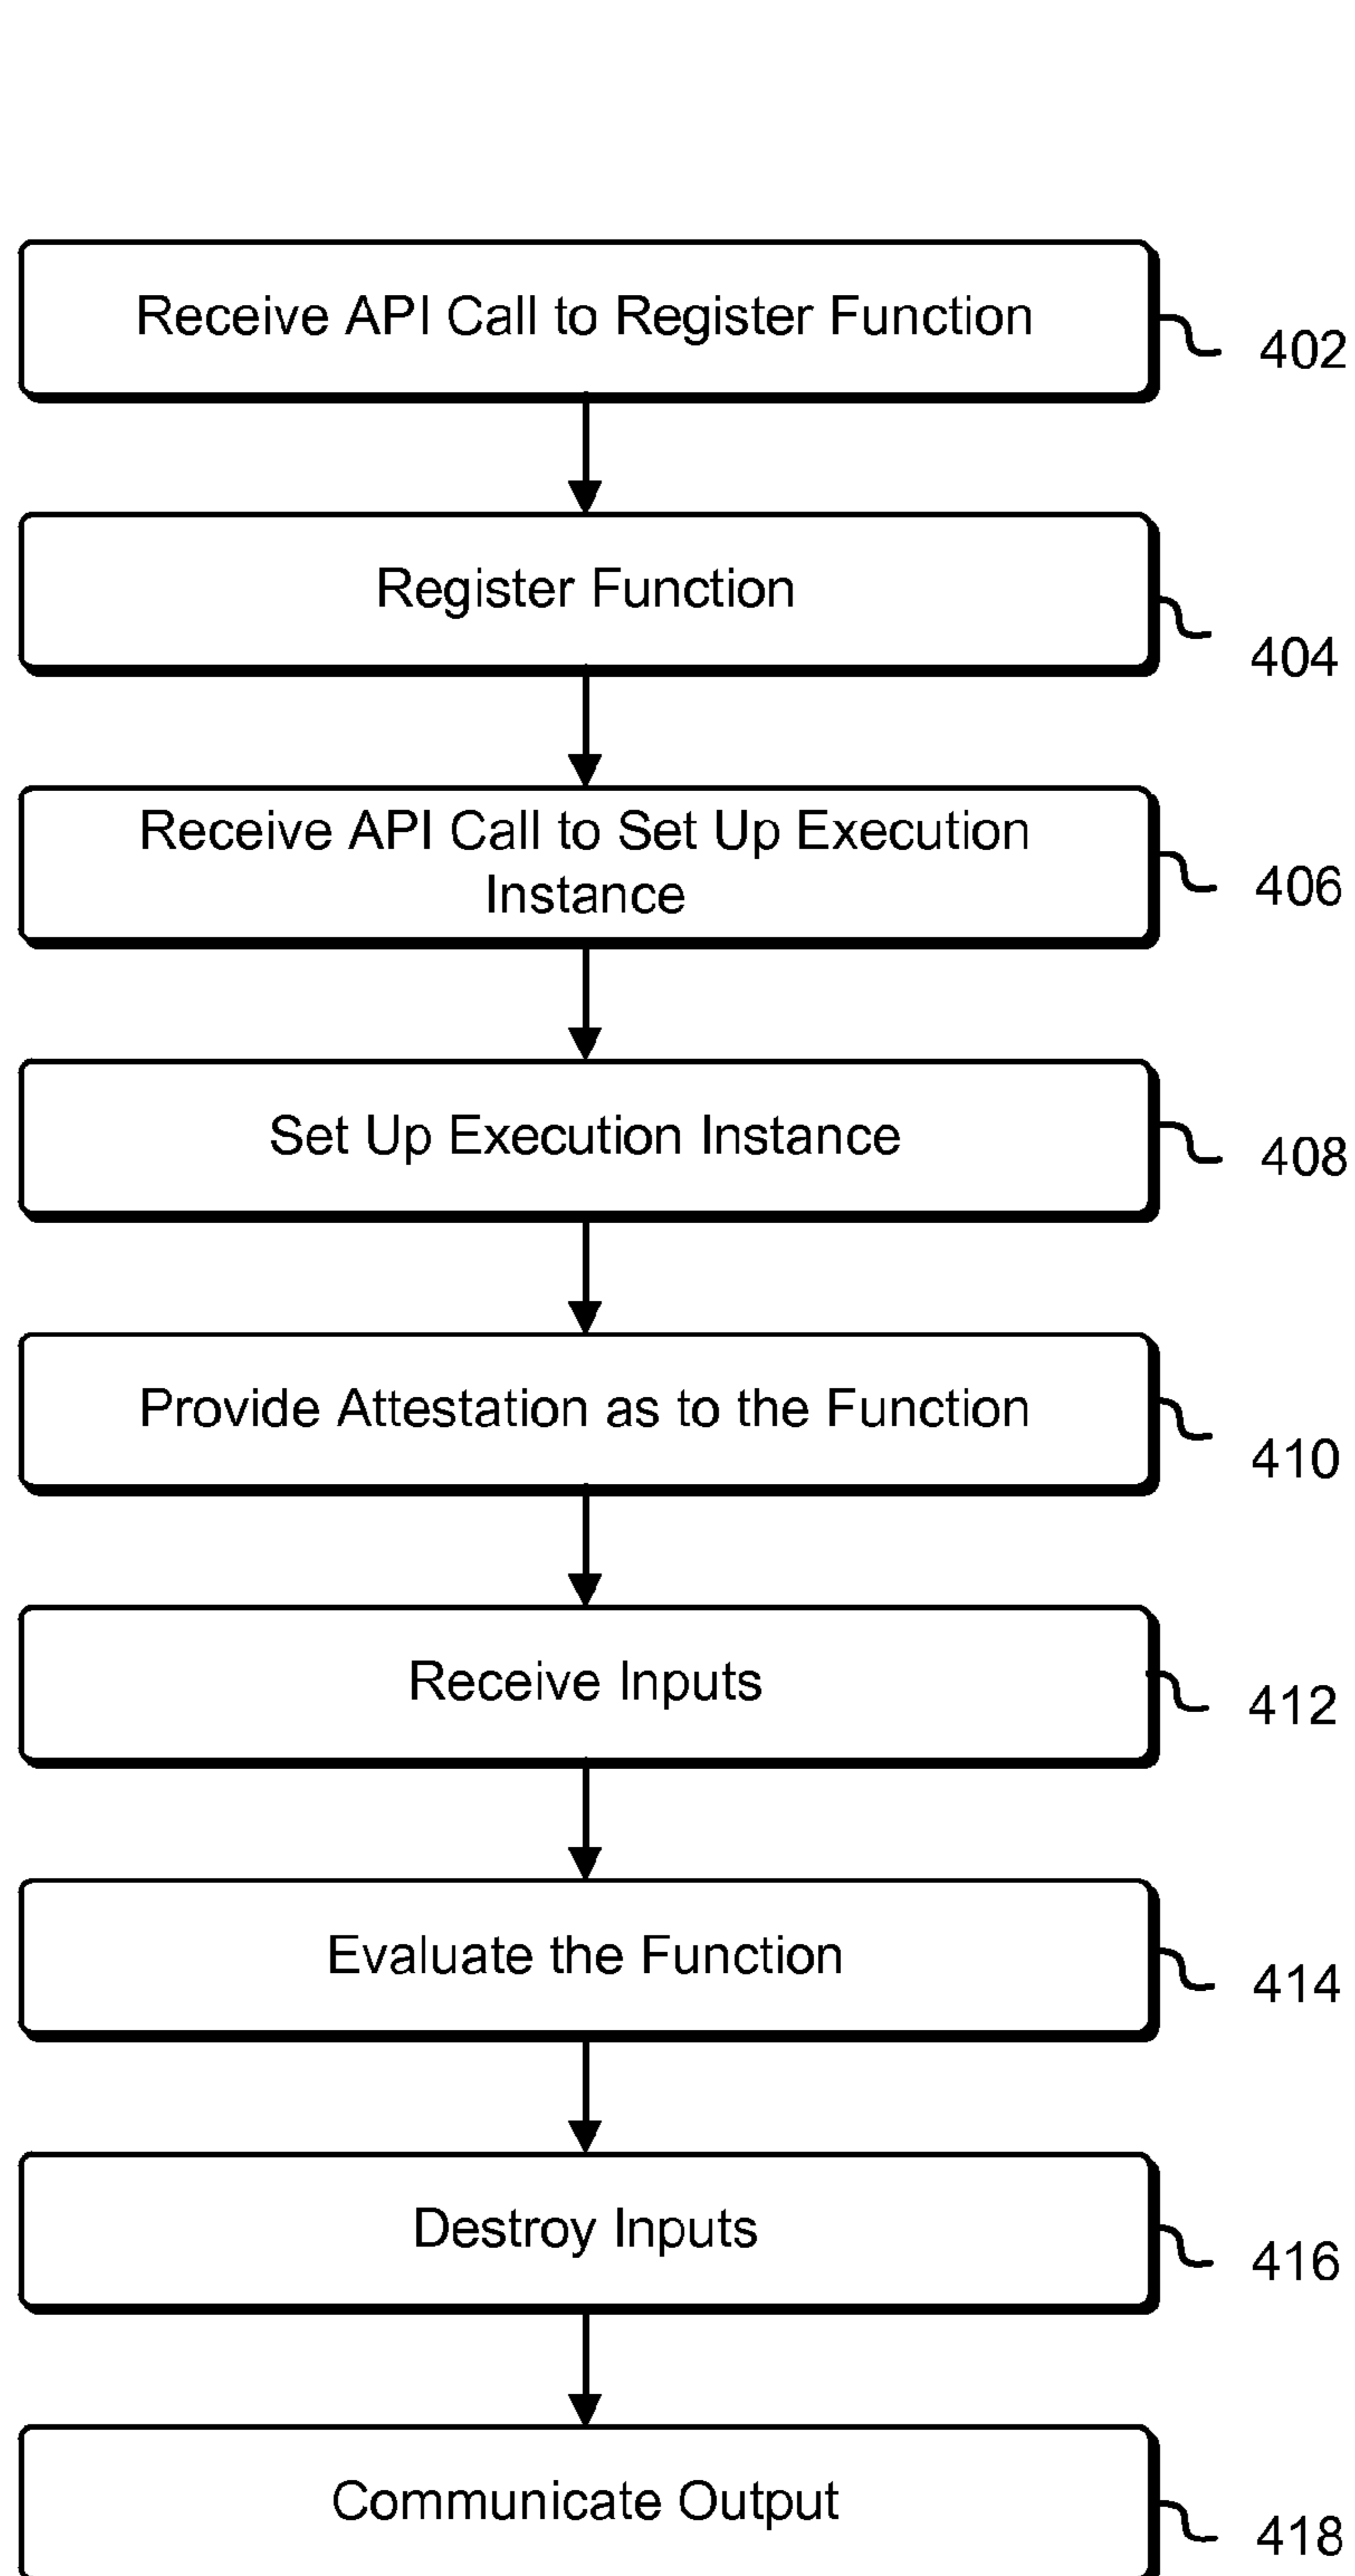 Receive API Call to Register Function
402
Register Function
404
Receive API Call to Set Up Execution
Instance
406
Set Up Execution Instance
408
Provide Attestation as to the Function
410
Receive Inputs
412
Evaluate the Function
414
Destroy Inputs
416
Communicate Output
418